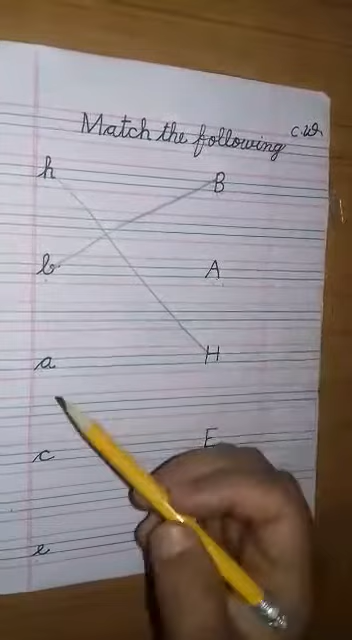 c.w
Match the following
h B
b A
a H
c E
e